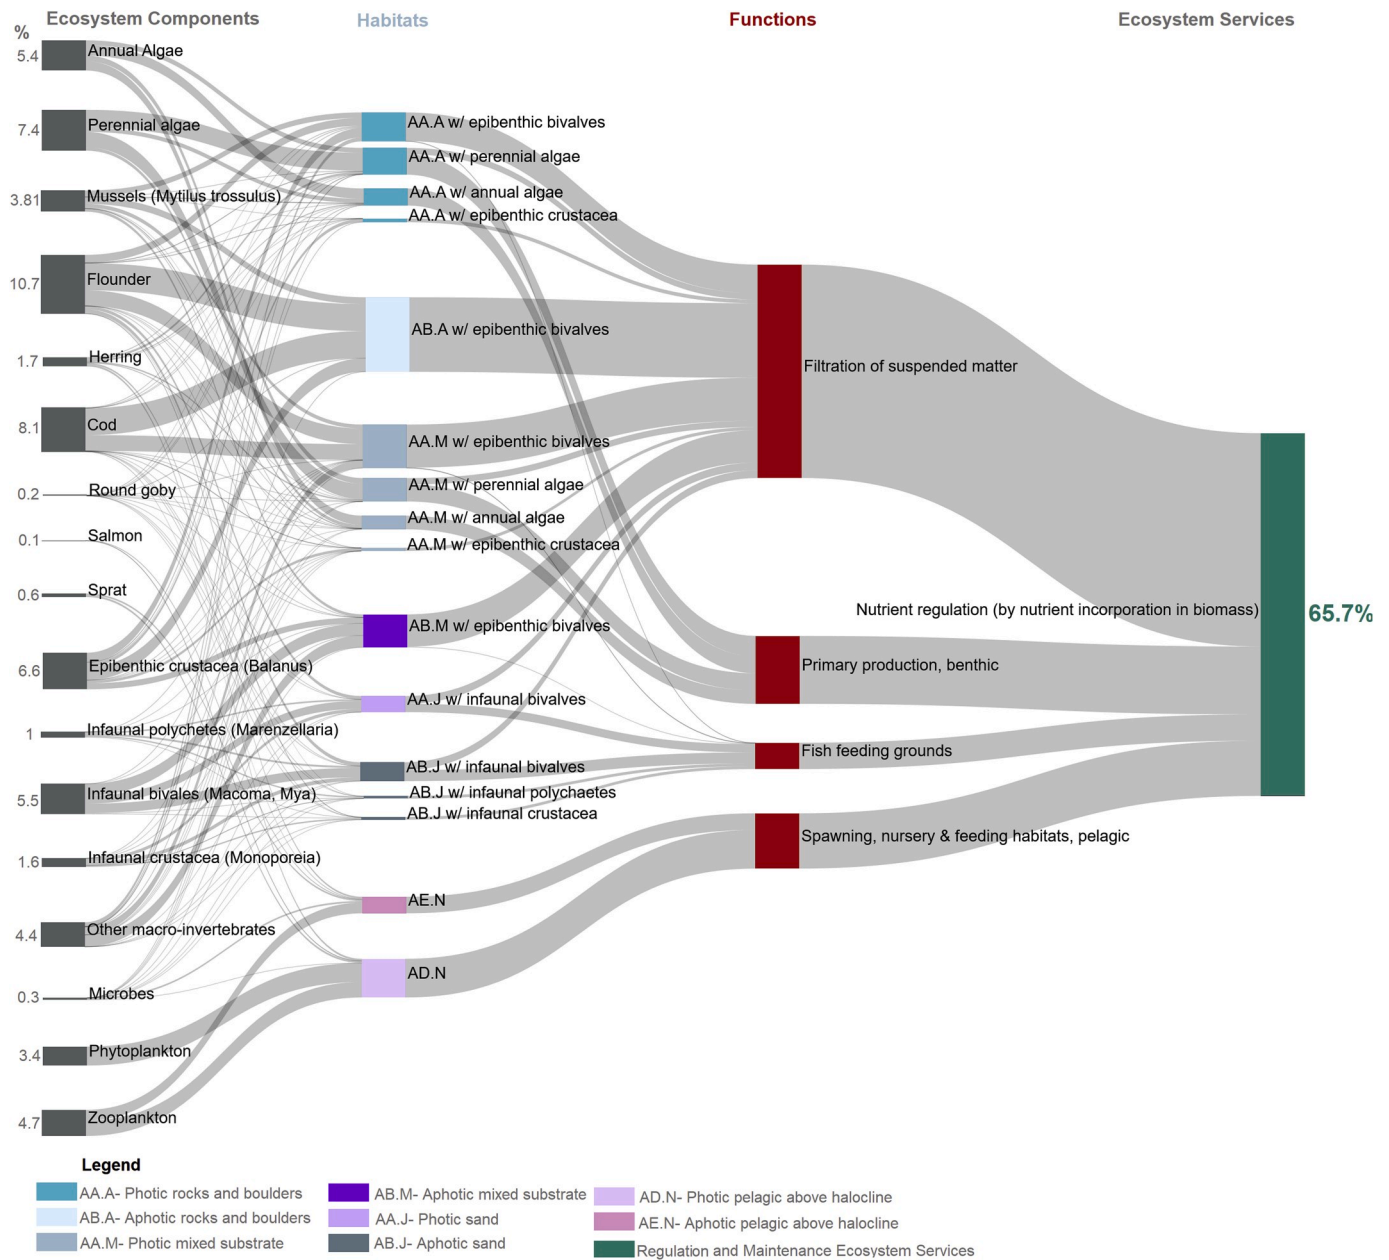 Ecosystem Components
Habitats
Functions
Ecosystem Services
%
5.4
Annual Algae
7.4
Perennial algae
3.81
Mussels (Mytilus trossulus)
10.7
Flounder
1.7
Herring
8.1
Cod
0.2
Round goby
0.1
Salmon
0.6
Sprat
6.6
Epibenthic crustacea (Balanus)
1
Infaunal polychetes (Marenzellaria)
5.5
Infaunal bivales (Macoma, Mya)
1.6
Infaunal crustacea (Monoporeia)
4.4
Other macro-invertebrates
0.3
Microbes
3.4
Phytoplankton
4.7
Zooplankton
AA.A w/ epibenthic bivalves
AA.A w/ perennial algae
AA.A w/ annual algae
AA.A w/ epibenthic crustacea
AB.A w/ epibenthic bivalves
AA.M w/ epibenthic bivalves
AA.M w/ perennial algae
AA.M w/ annual algae
AA.M w/ epibenthic crustacea
AB.M w/ epibenthic bivalves
AA.J w/ infaunal bivalves
AB.J w/ infaunal bivalves
AB.J w/ infaunal polychaetes
AB.J w/ infaunal crustacea
AE.N
AD.N
Filtration of suspended matter
Primary production, benthic
Fish feeding grounds
Spawning, nursery & feeding habitats, pelagic
Nutrient regulation (by nutrient incorporation in biomass)
65.7%
Legend
AA.A- Photic rocks and boulders
AB.A- Aphotic rocks and boulders
AA.M- Photic mixed substrate
AB.M- Aphotic mixed substrate
AA.J- Photic sand
AB.J- Aphotic sand
AD.N- Photic pelagic above halocline
AE.N- Aphotic pelagic above halocline
Regulation and Maintenance Ecosystem Services